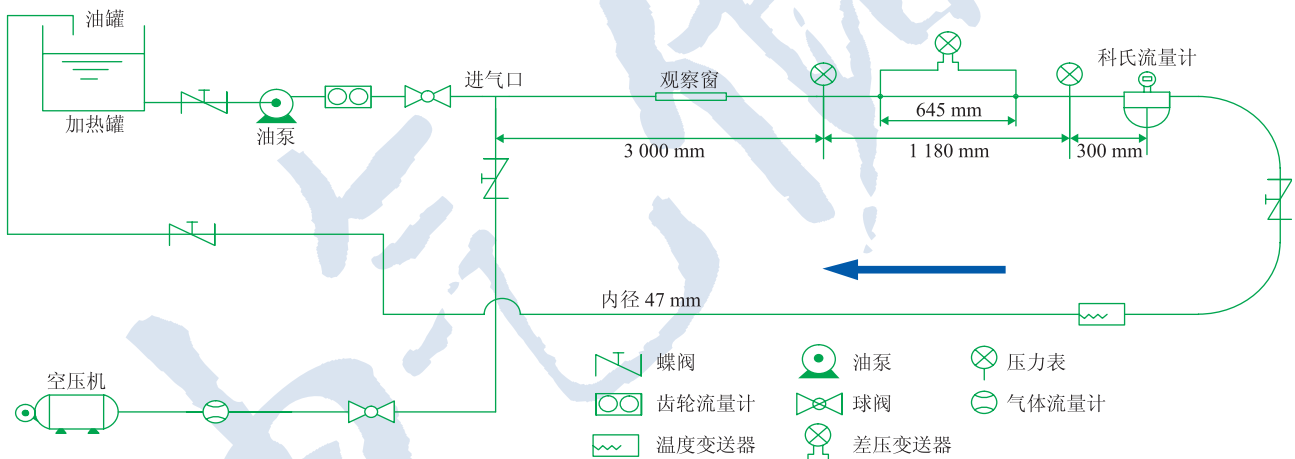 油罐
加热罐
油泵
进气口
观察窗
科氏流量计
645 mm
3 000 mm
1 180 mm
300 mm
内径 47 mm
空压机
蝶阀
油泵
压力表
齿轮流量计
球阀
气体流量计
温度变送器
差压变送器